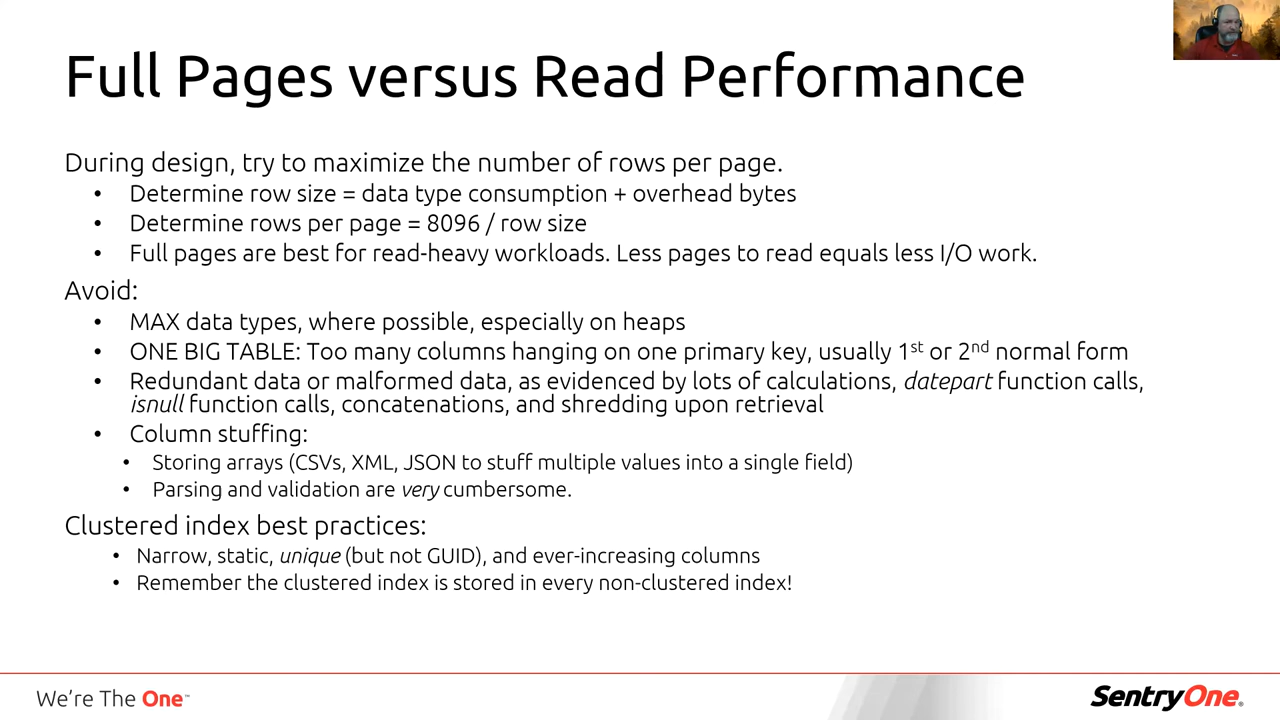 Full Pages versus Read Performance
During design, try to maximize the number of rows per page.
• Determine row size = data type consumption + overhead bytes
• Determine rows per page = 8096 / row size
• Full pages are best for read-heavy workloads. Less pages to read equals less I/O work.
Avoid:
• MAX data types, where possible, especially on heaps
• ONE BIG TABLE: Too many columns hanging on one primary key, usually 1st or 2nd normal form
• Redundant data or malformed data, as evidenced by lots of calculations, datepart function calls,
isnull function calls, concatenations, and shredding upon retrieval
• Column stuffing:
• Storing arrays (CSVs, XML, JSON to stuff multiple values into a single field)
• Parsing and validation are very cumbersome.
Clustered index best practices:
• Narrow, static, unique (but not GUID), and ever-increasing columns
• Remember the clustered index is stored in every non-clustered index!
We're The One™
SentryOne®